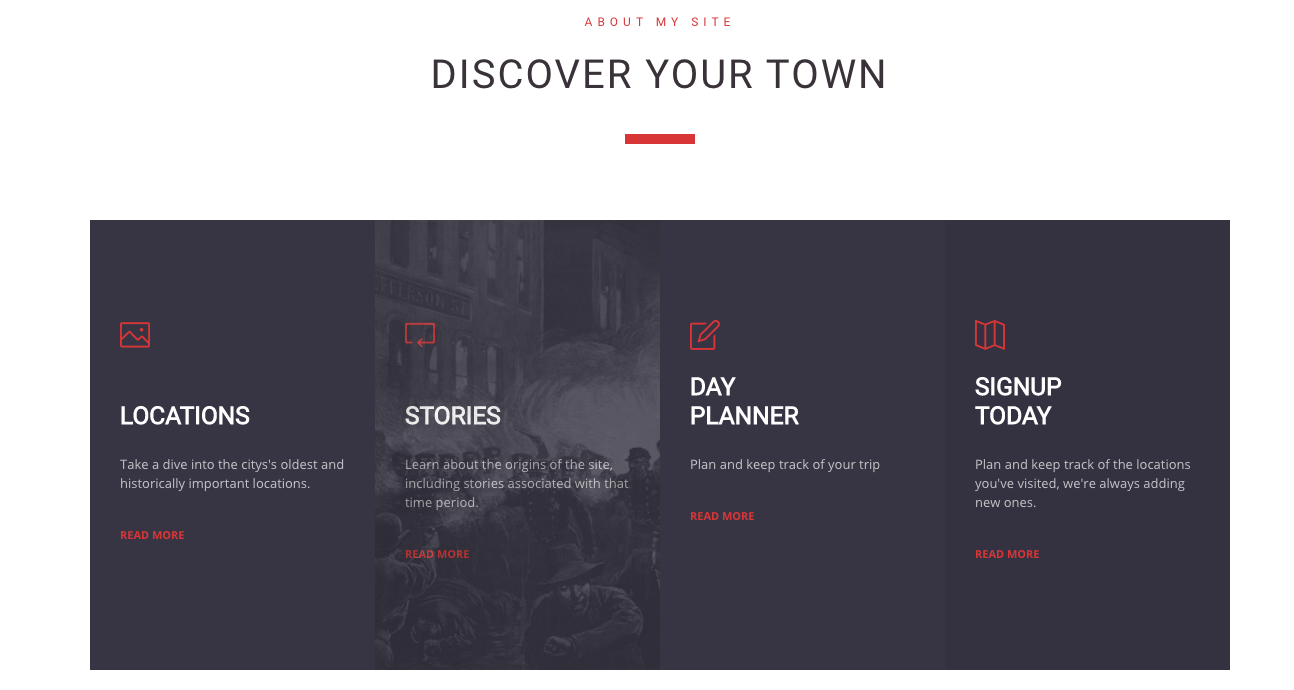 ABOUT MY SITE
DISCOVER YOUR TOWN
LOCATIONS
Take a dive into the citys's oldest and
historically important locations.
READ MORE
JEFFERSON ST
STORIES
Learn about the origins of the site,
including stories associated with that
time period.
READ MORE
DAY
PLANNER
Plan and keep track of your trip
READ MORE
SIGNUP
TODAY
Plan and keep track of the locations
you've visited, we're always adding
new ones.
READ MORE